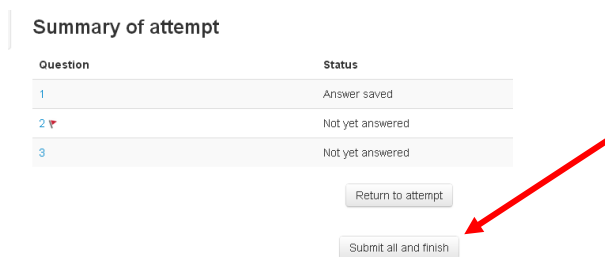 Summary of attempt
Question Status
1 Answer saved
2 Not yet answered
3 Not yet answered
Return to attempt
Submit all and finish